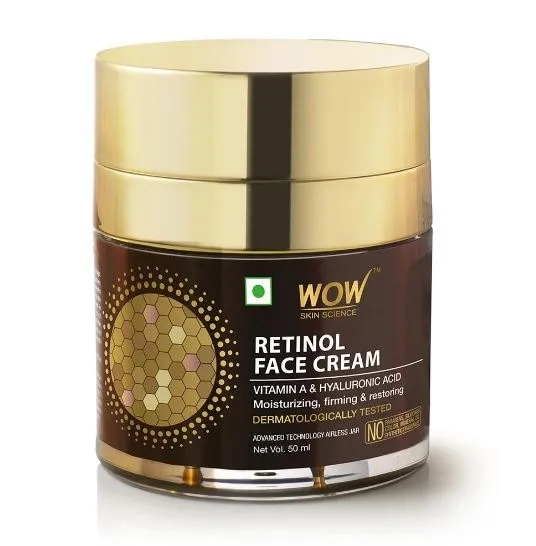 WOW™
SKIN SCIENCE
RETINOL
FACE CREAM
VITAMIN A & HYALURONIC ACID
Moisturizing, firming & restoring
DERMATOLOGICALLY TESTED
ADVANCED TECHNOLOGY AIRLESS JAR
Net Vol. 50 ml
NO